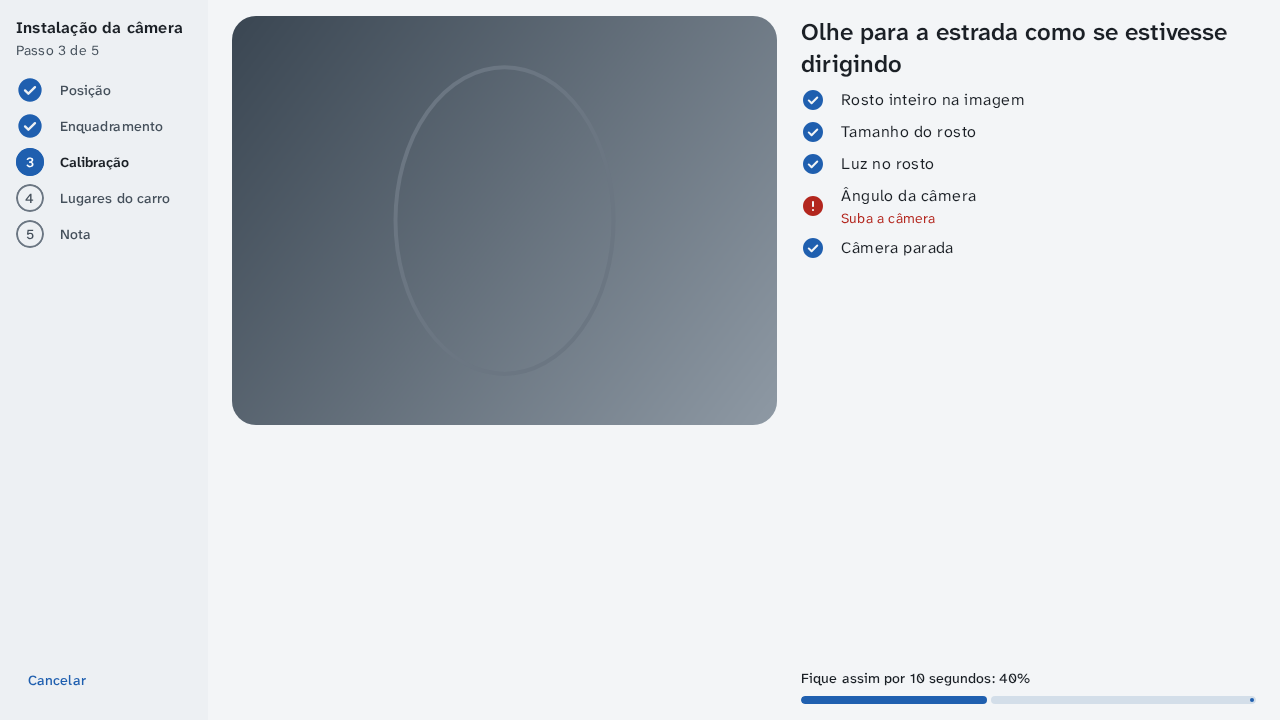 Instalação da câmera
Passo 3 de 5
Posição
Enquadramento
3 Calibração
4 Lugares do carro
5 Nota
Cancelar
Olhe para a estrada como se estivesse
dirigindo
Rosto inteiro na imagem
Tamanho do rosto
Luz no rosto
Ângulo da câmera
Suba a câmera
Câmera parada
Fique assim por 10 segundos: 40%